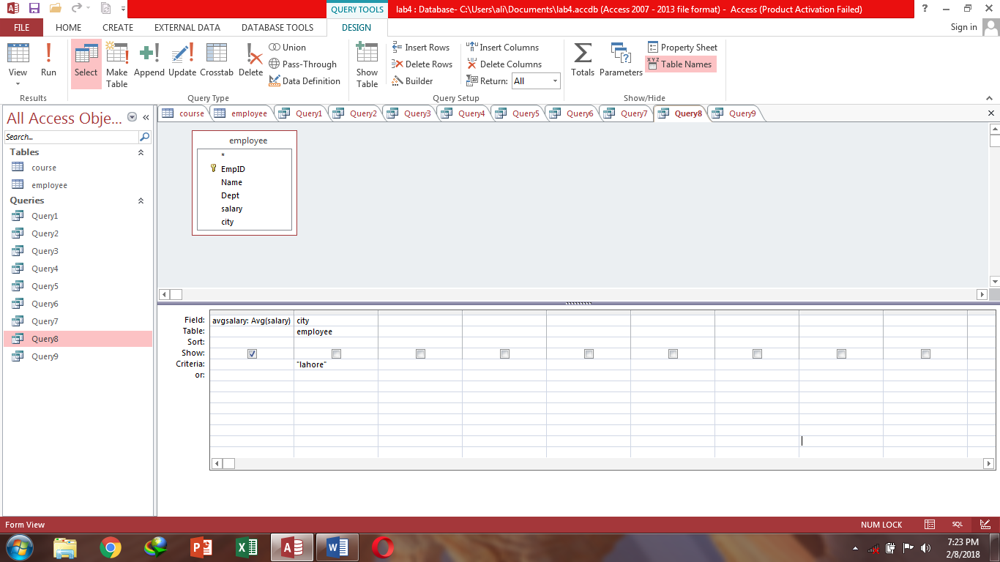 QUERY TOOLS
lab4 : Database- C:\Users\ali\Documents\lab4.accdb (Access 2007 - 2013 file format) - Access (Product Activation Failed)
FILE HOME CREATE EXTERNAL DATA DATABASE TOOLS DESIGN Sign in
View
Run
Select
Make Table
Append
Update
Crosstab
Delete
Union
Pass-Through
Data Definition
Show Table
Insert Rows
Delete Rows
Builder
Insert Columns
Delete Columns
Return: All
Totals
Parameters
Property Sheet
XYZ Table Names
Results Query Type Query Setup Show/Hide
All Access Obje...
Search...
Tables
course
employee
Queries
Query1
Query2
Query3
Query4
Query5
Query6
Query7
Query8
Query9
course employee Query1 Query2 Query3 Query4 Query5 Query6 Query7 Query8 Query9
employee
*
EmpID
Name
Dept
salary
city
Field: avgsalary: Avg(salary) city
Table: employee
Sort:
Show:
Criteria: "lahore"
or:
Form View NUM LOCK SQL
7:23 PM
2/8/2018